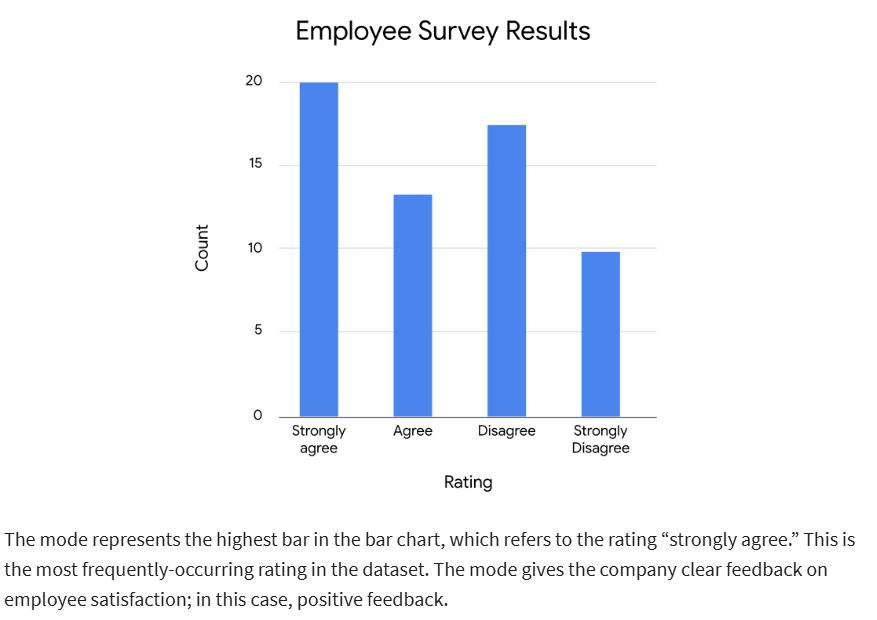 Employee Survey Results
20
15
10
5
0
Count
Strongly
agree
Agree
Disagree
Strongly
Disagree
Rating
The mode represents the highest bar in the bar chart, which refers to the rating “strongly agree.” This is
the most frequently-occurring rating in the dataset. The mode gives the company clear feedback on
employee satisfaction; in this case, positive feedback.